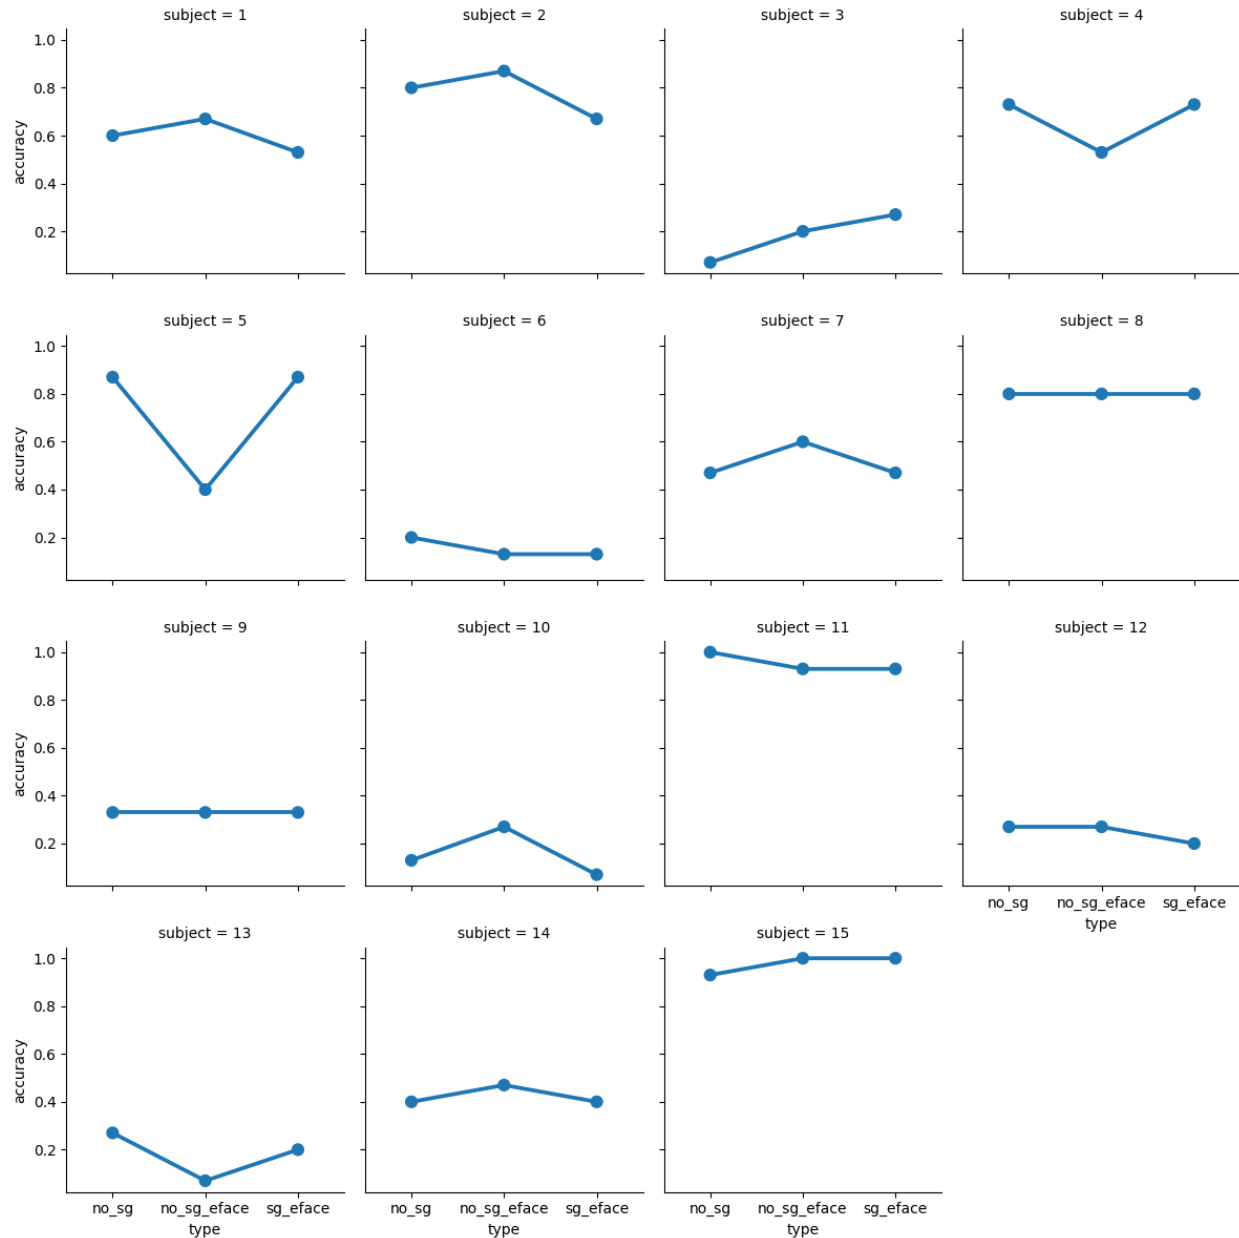 subject = 1
subject = 2
subject = 3
subject = 4
1.0
0.8
0.6
0.4
0.2
accuracy
subject = 5
subject = 6
subject = 7
subject = 8
1.0
0.8
0.6
0.4
0.2
accuracy
subject = 9
subject = 10
subject = 11
subject = 12
1.0
0.8
0.6
0.4
0.2
accuracy
no_sg no_sg_eface sg_eface
type
subject = 13
subject = 14
subject = 15
1.0
0.8
0.6
0.4
0.2
accuracy
no_sg no_sg_eface sg_eface
type
no_sg no_sg_eface sg_eface
type
no_sg no_sg_eface sg_eface
type